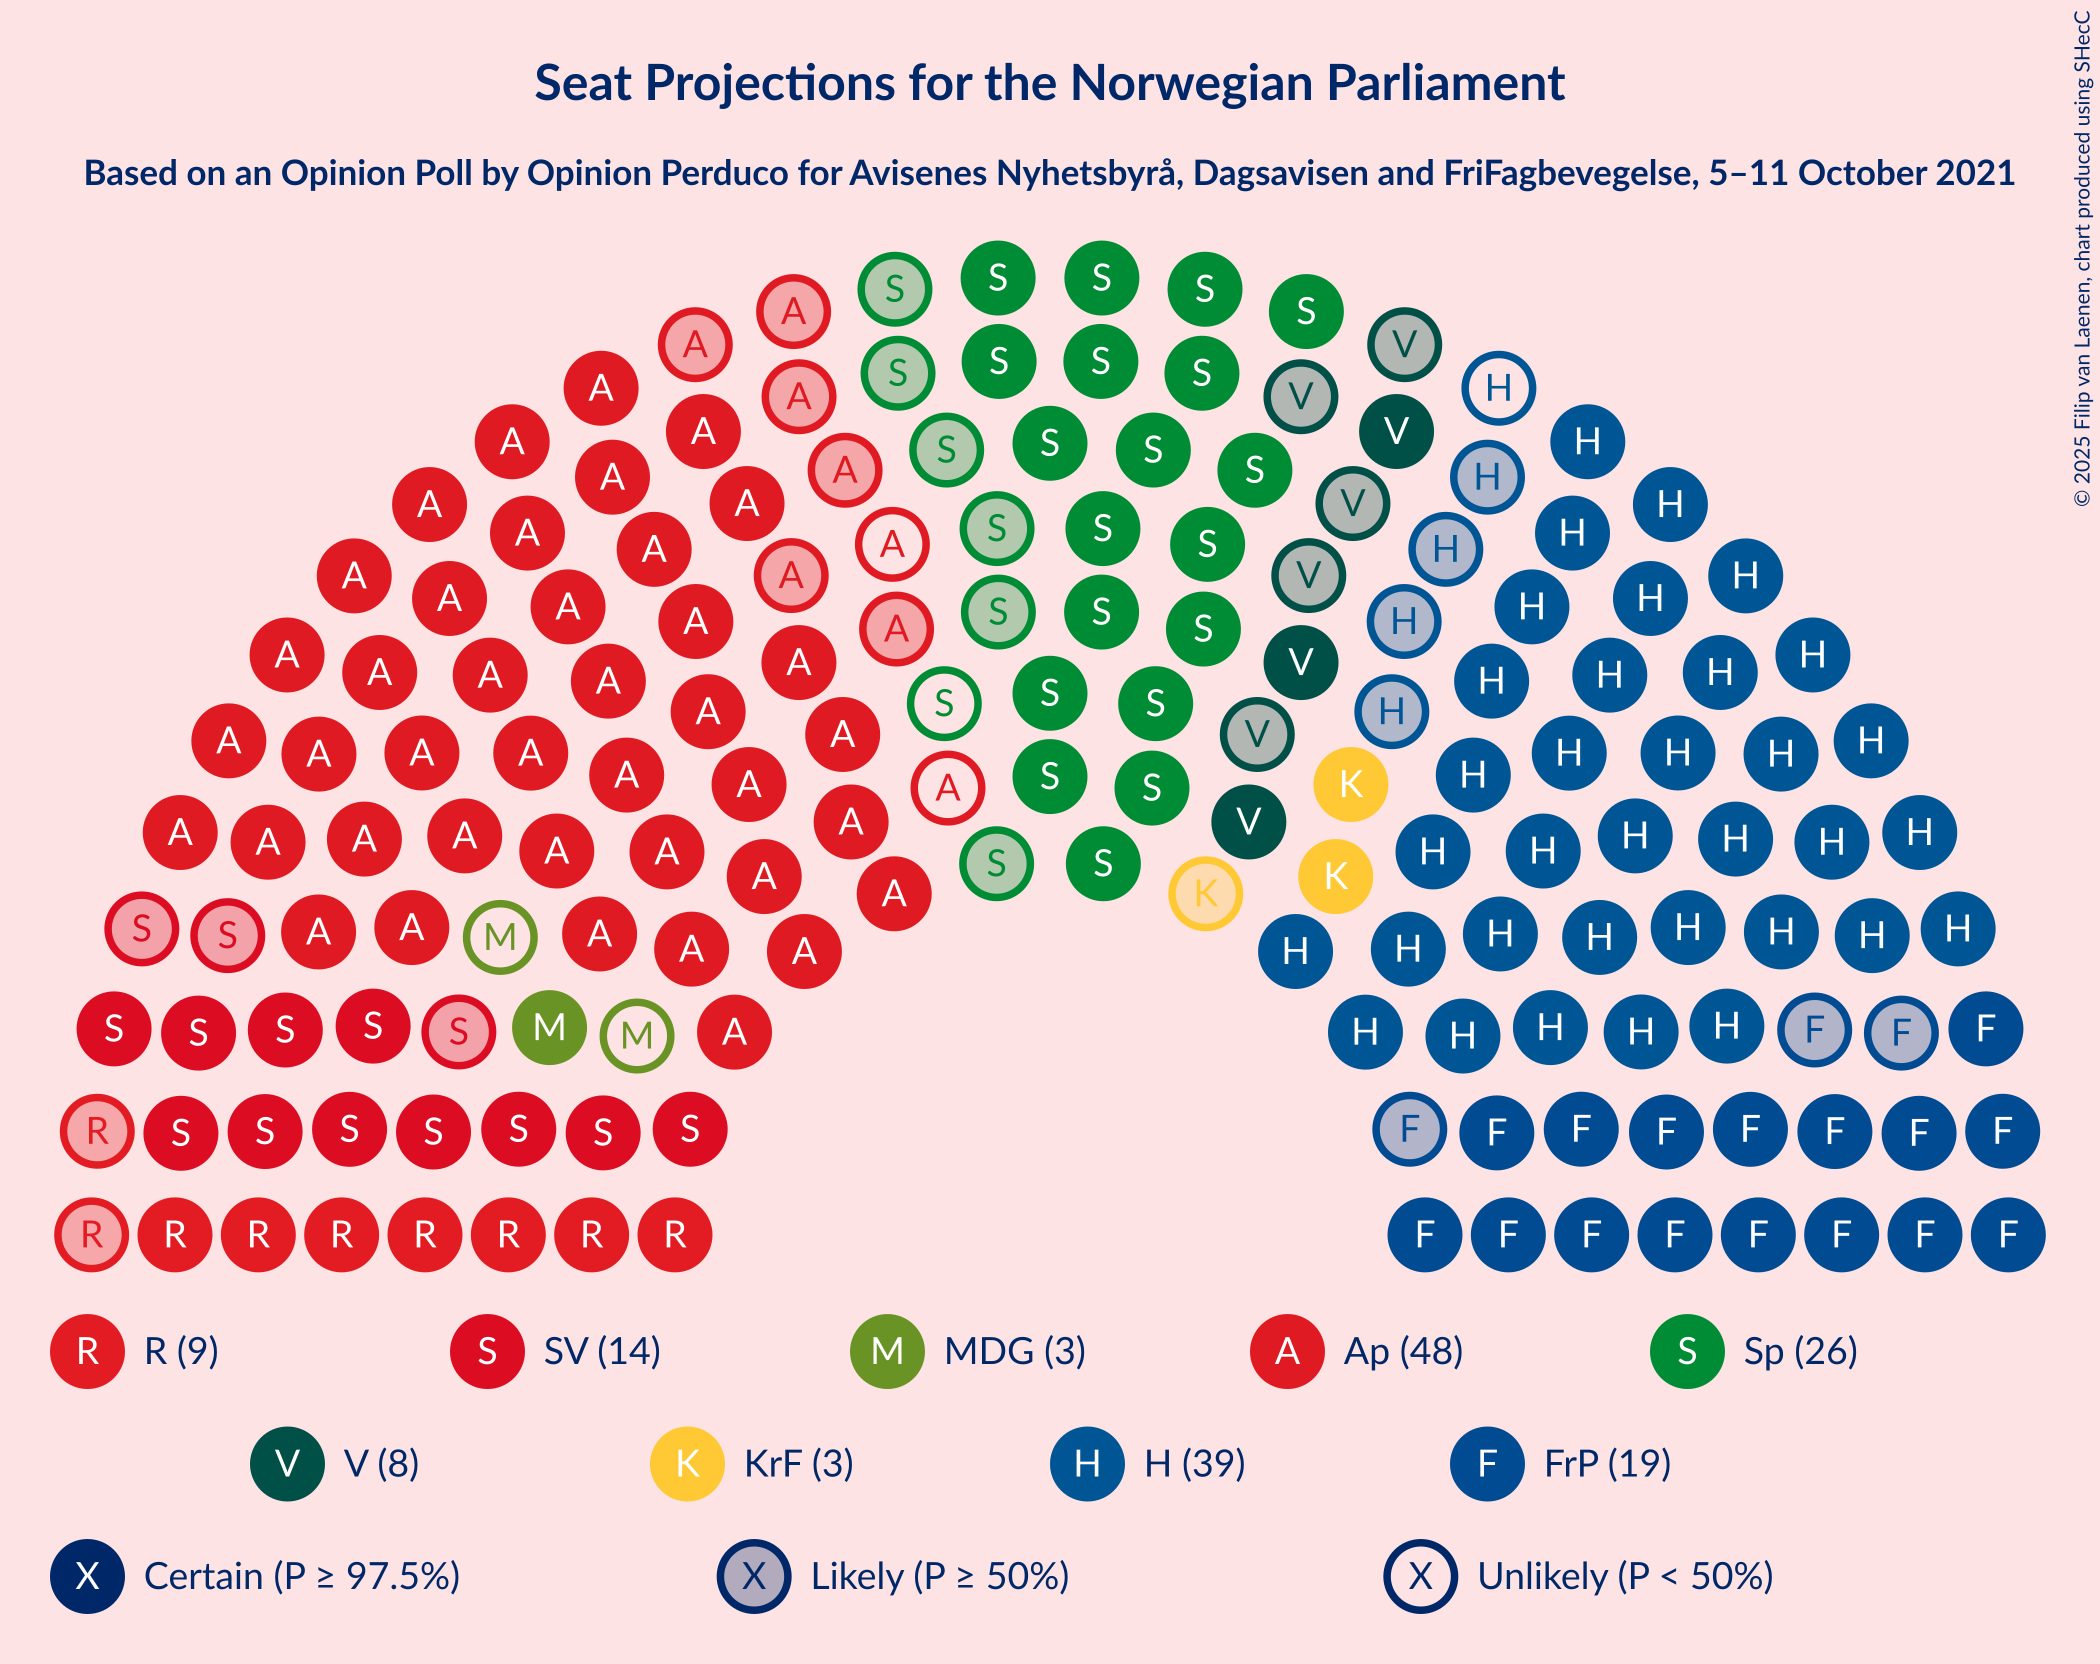 © 2025 Filip van Laenen, chart produced using SHecC
Seat Projections for the Norwegian Parliament
Based on an Opinion Poll by Opinion Perduco for Avisenes Nyhetsbyrå, Dagsavisen and FriFagbevegelse, 5–11 October 2021
A S S S S S
A A A S S S S V V H
A A A A S S S S V H H
A A A A A S S S V H H H
A A A A A A S S S V H H H H
A A A A A A S S S V H H H H H
A A A A A A A A S S V K H H H H H
A A A A A A A A A S S K V K H H H H H H
S S A A M A A A H H H H H H H H
S S S S S M M A H H H H H F F F
R S S S S S S S F F F F F F F F
R R R R R R R R F F F F F F F F
R R (9) S SV (14) M MDG (3) A Ap (48) S Sp (26)
V V (8) K KrF (3) H H (39) F FrP (19)
X Certain (P ≥ 97.5%) X Likely (P ≥ 50%) X Unlikely (P < 50%)